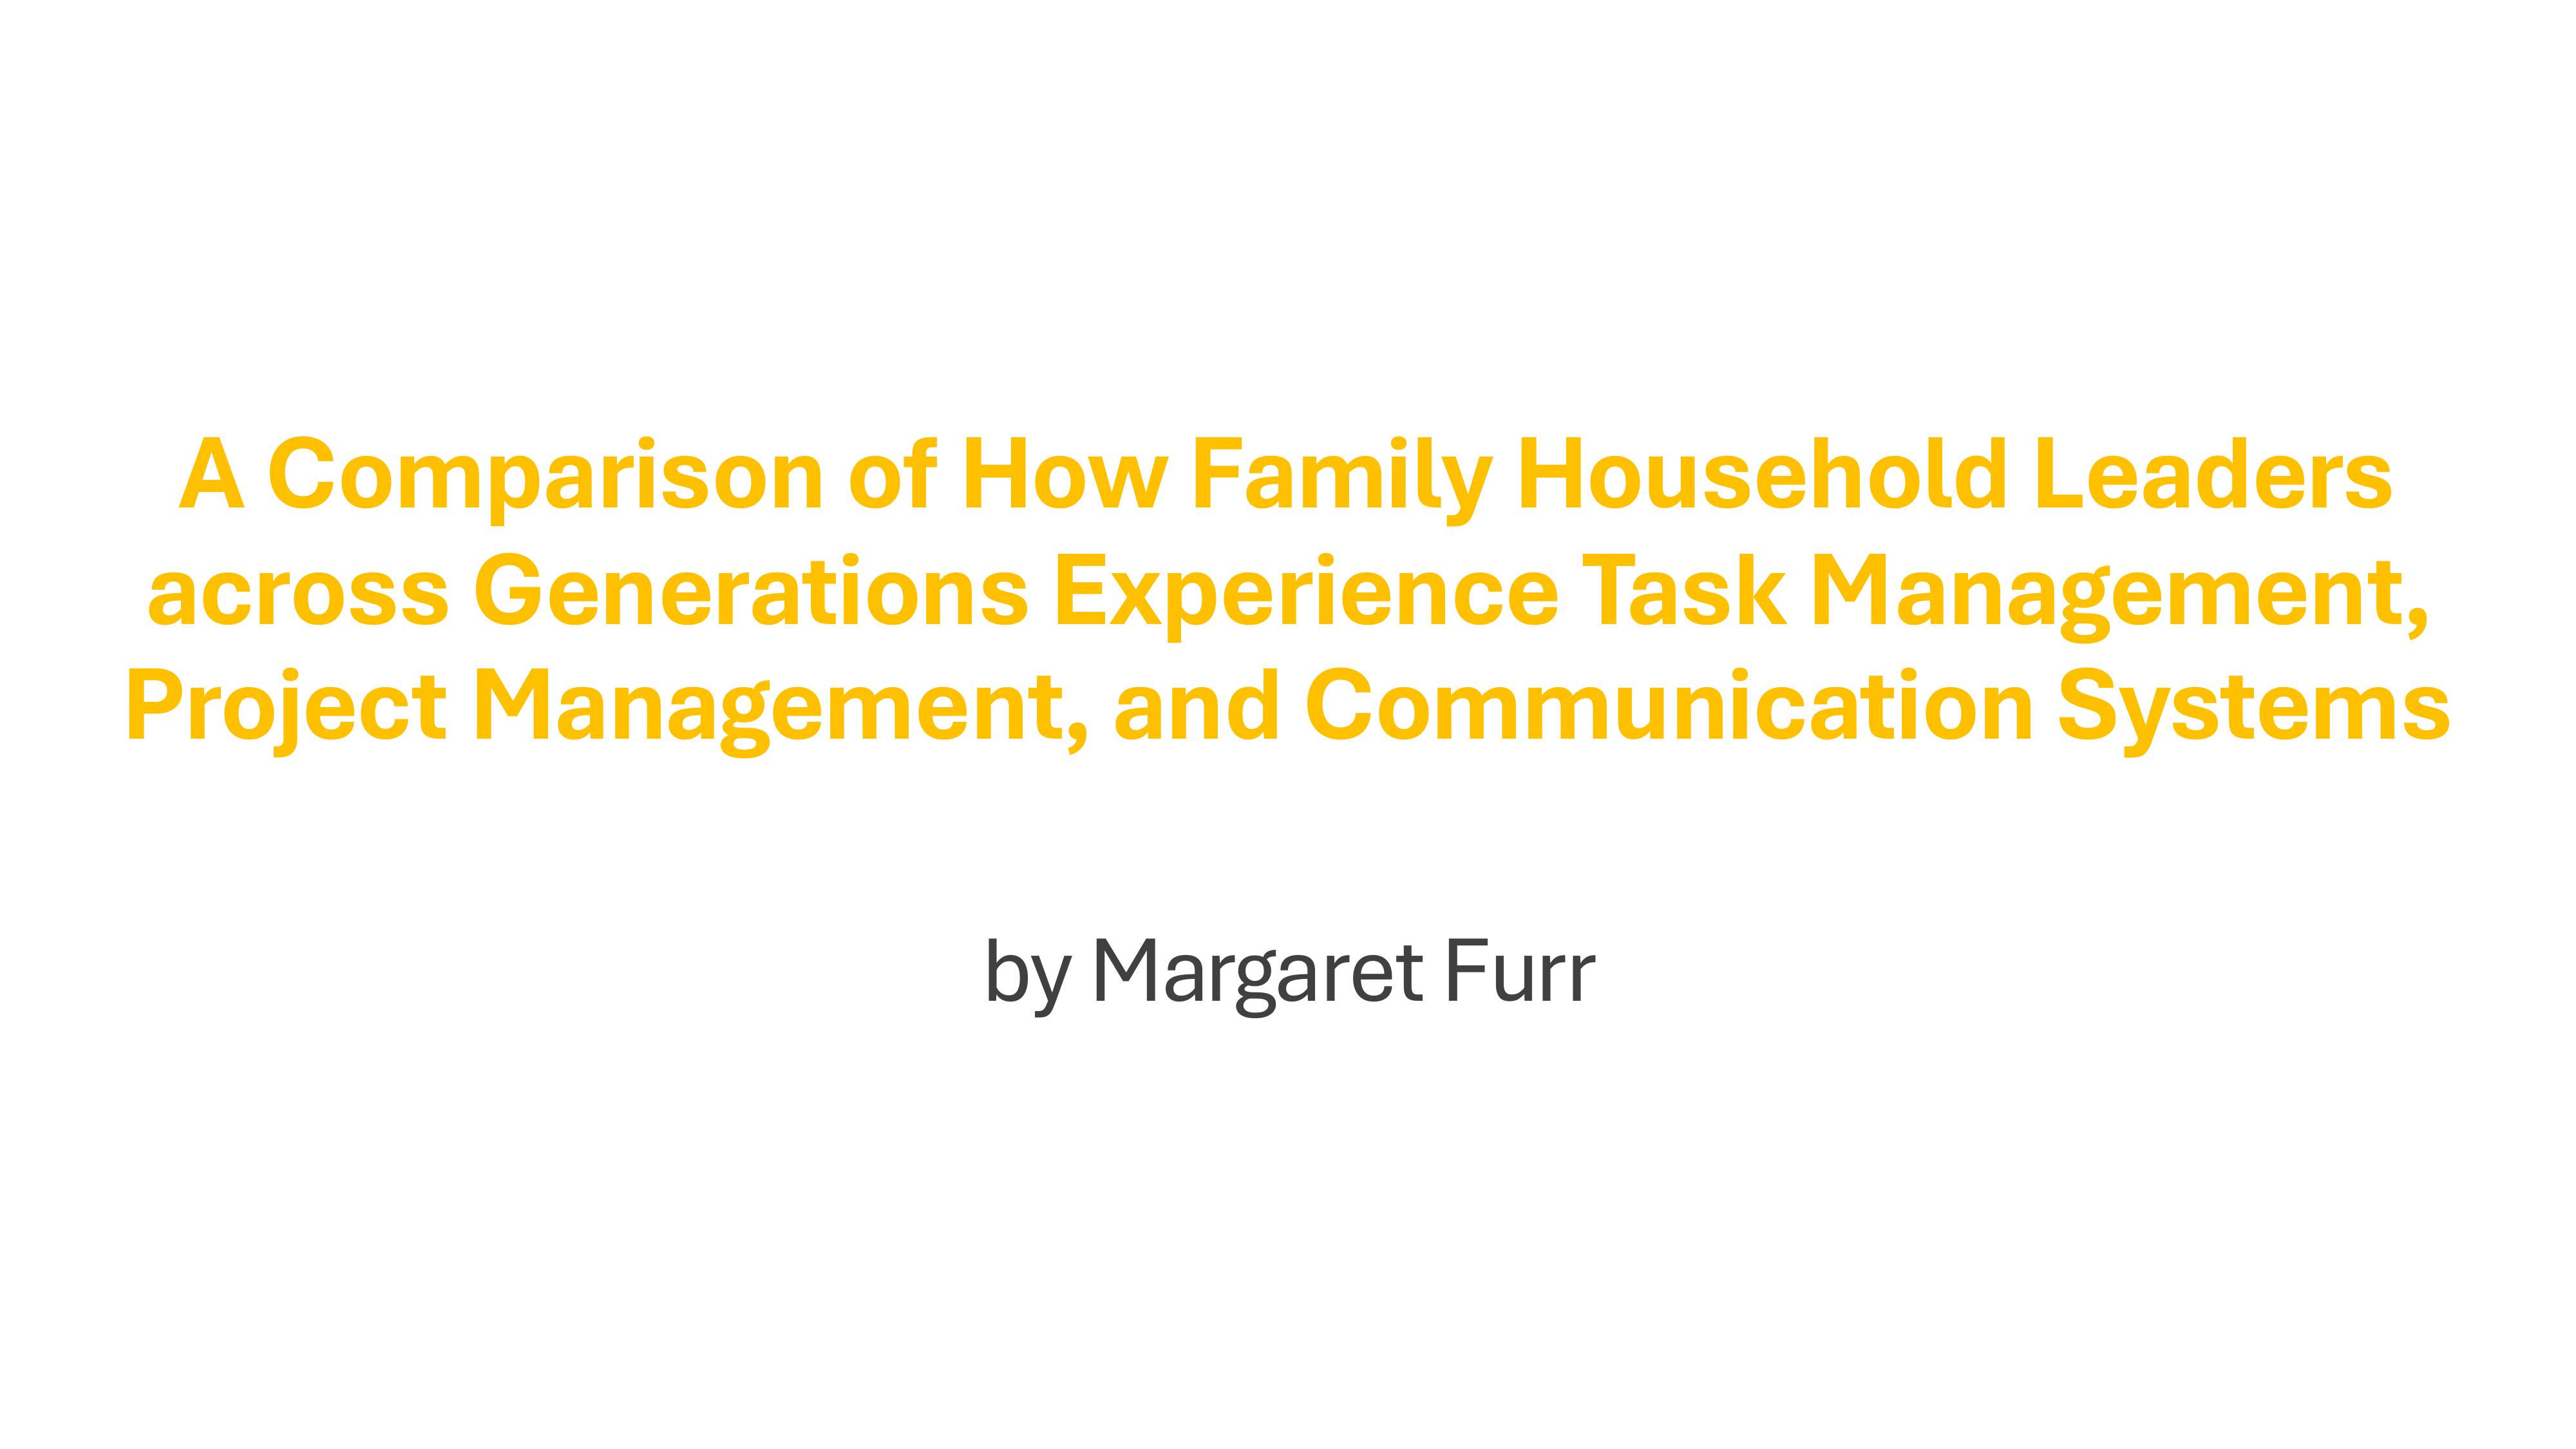 A Comparison of How Family Household Leaders
across Generations Experience Task Management,
Project Management, and Communication Systems
by Margaret Furr